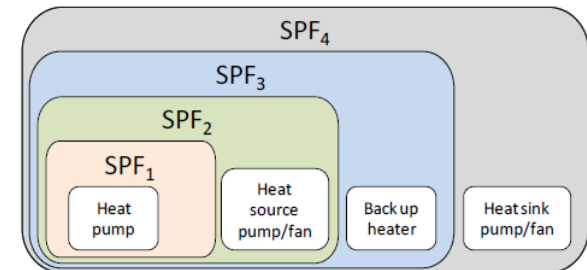 SPF4
SPF3
SPF2
SPF1
Heat
pump
Heat
source
pump/fan
Back up
heater
Heat sink
pump/fan